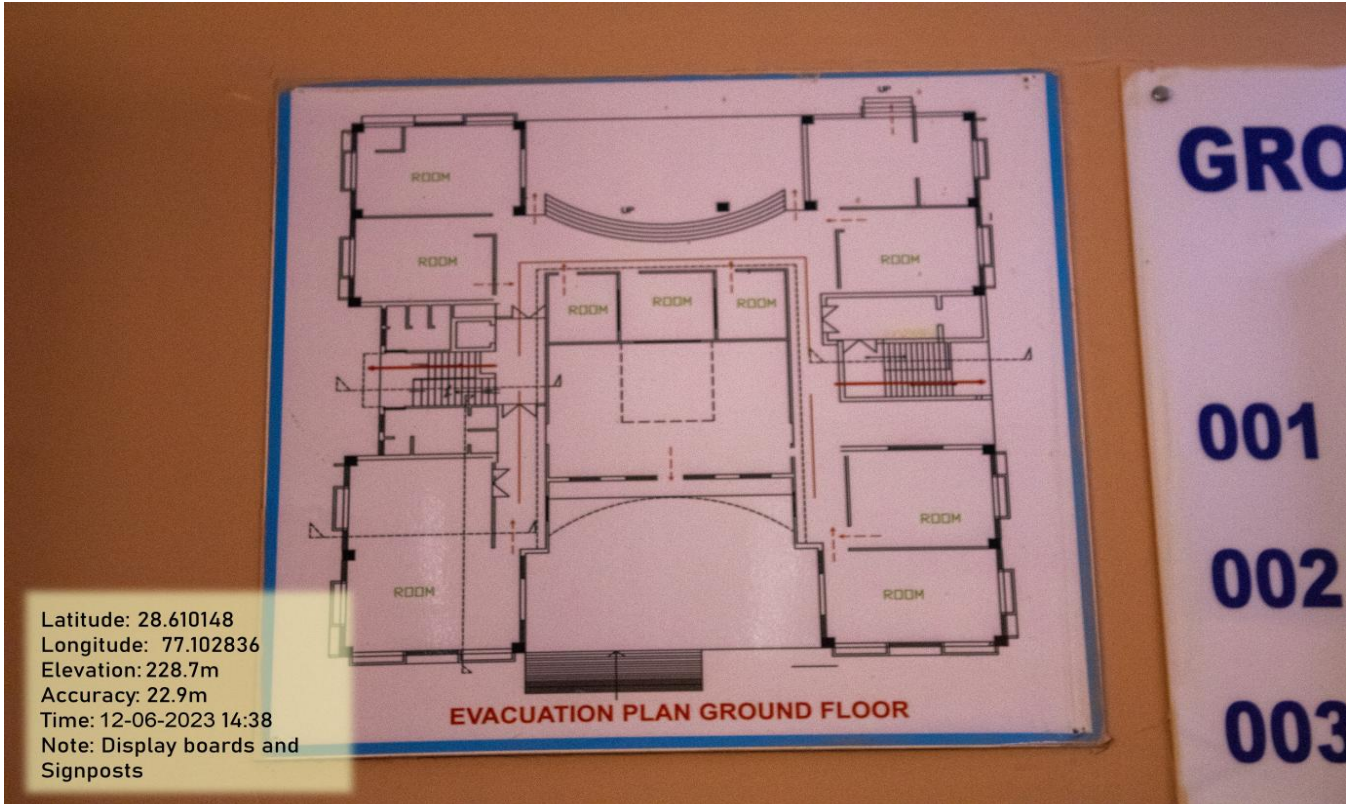 UP
UP
ROOM
ROOM
ROOM
ROOM
ROOM
ROOM
ROOM
ROOM
ROOM
ROOM
EVACUATION PLAN GROUND FLOOR
GRO
001
002
003
Latitude: 28.610148
Longitude: 77.102836
Elevation: 228.7m
Accuracy: 22.9m
Time: 12-06-2023 14:38
Note: Display boards and
Signposts